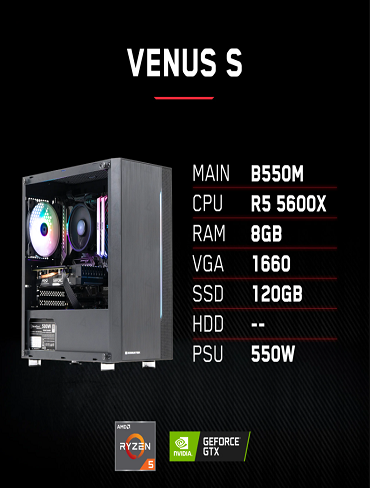 VENUS S
MAIN B550M
CPU R5 5600X
RAM 8GB
VGA 1660
SSD 120GB
HDD --
PSU 550W
AMD
RYZEN
5
NVIDIA.
GEFORCE
GTX